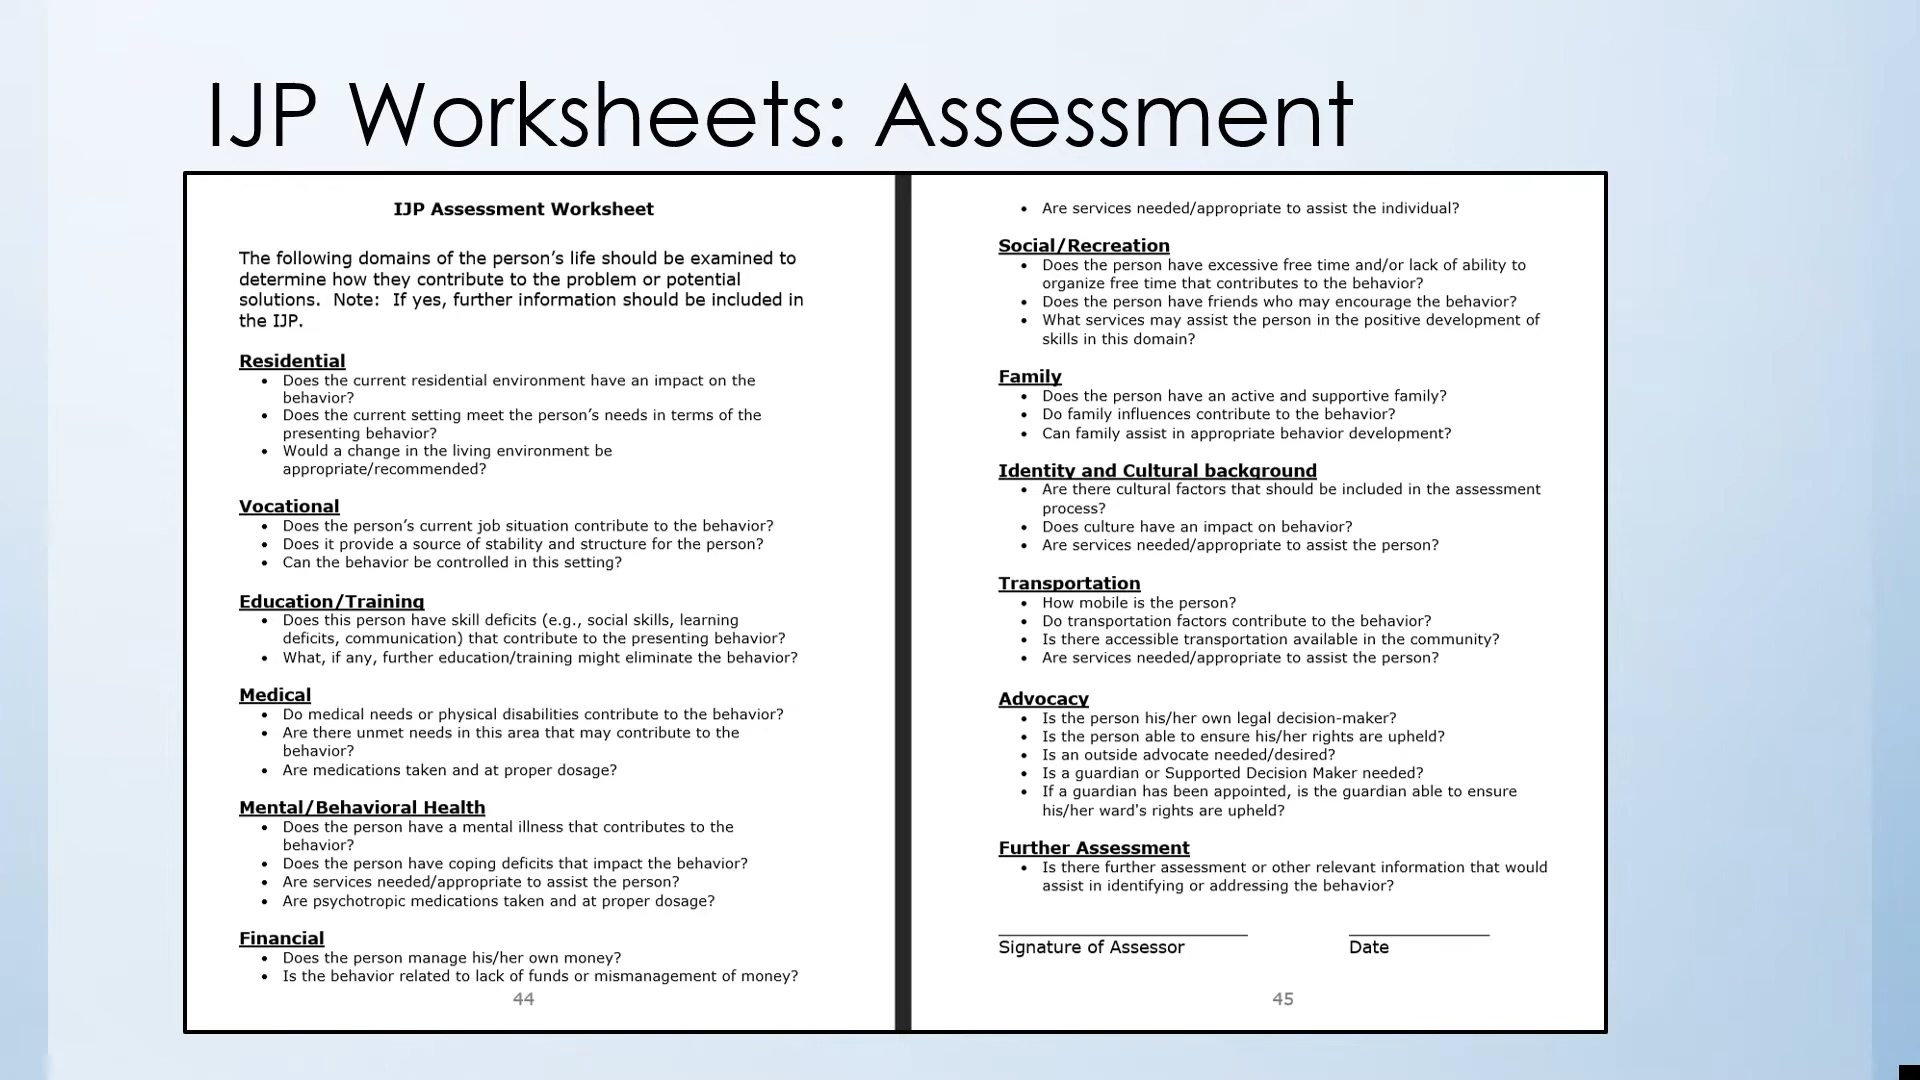 IJP Worksheets: Assessment
IJP Assessment Worksheet
The following domains of the person’s life should be examined to
determine how they contribute to the problem or potential
solutions.  Note:  If yes, further information should be included in
the IJP.
Residential
• Does the current residential environment have an impact on the
behavior?
• Does the current setting meet the person’s needs in terms of the
presenting behavior?
• Would a change in the living environment be
appropriate/recommended?
Vocational
• Does the person’s current job situation contribute to the behavior?
• Does it provide a source of stability and structure for the person?
• Can the behavior be controlled in this setting?
Education/Training
• Does this person have skill deficits (e.g., social skills, learning
deficits, communication) that contribute to the presenting behavior?
• What, if any, further education/training might eliminate the behavior?
Medical
• Do medical needs or physical disabilities contribute to the behavior?
• Are there unmet needs in this area that may contribute to the
behavior?
• Are medications taken and at proper dosage?
Mental/Behavioral Health
• Does the person have a mental illness that contributes to the
behavior?
• Does the person have coping deficits that impact the behavior?
• Are services needed/appropriate to assist the person?
• Are psychotropic medications taken and at proper dosage?
Financial
• Does the person manage his/her own money?
• Is the behavior related to lack of funds or mismanagement of money?
44
• Are services needed/appropriate to assist the individual?
Social/Recreation
• Does the person have excessive free time and/or lack of ability to
organize free time that contributes to the behavior?
• Does the person have friends who may encourage the behavior?
• What services may assist the person in the positive development of
skills in this domain?
Family
• Does the person have an active and supportive family?
• Do family influences contribute to the behavior?
• Can family assist in appropriate behavior development?
Identity and Cultural background
• Are there cultural factors that should be included in the assessment
process?
• Does culture have an impact on behavior?
• Are services needed/appropriate to assist the person?
Transportation
• How mobile is the person?
• Do transportation factors contribute to the behavior?
• Is there accessible transportation available in the community?
• Are services needed/appropriate to assist the person?
Advocacy
• Is the person his/her own legal decision-maker?
• Is the person able to ensure his/her rights are upheld?
• Is an outside advocate needed/desired?
• Is a guardian or Supported Decision Maker needed?
• If a guardian has been appointed, is the guardian able to ensure
his/her ward's rights are upheld?
Further Assessment
• Is there further assessment or other relevant information that would
assist in identifying or addressing the behavior?
Signature of Assessor
Date
45